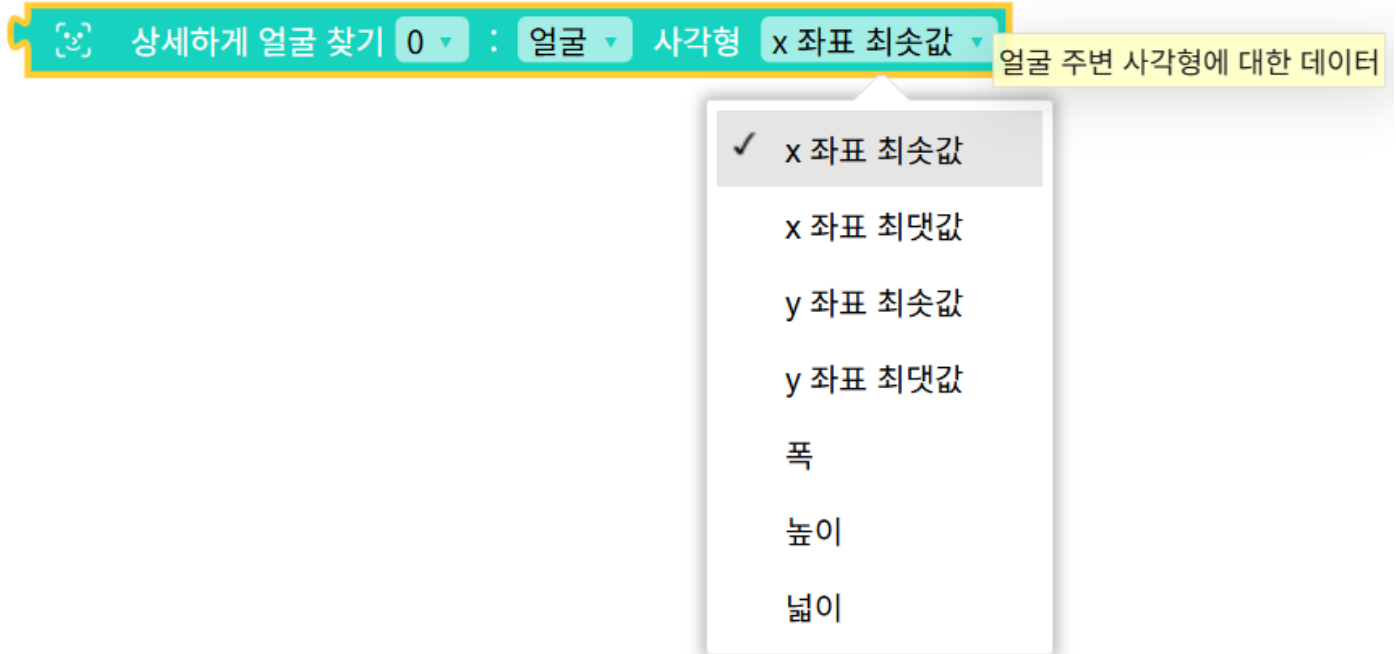 상세하게 얼굴 찾기 0 : 얼굴 사각형 x 좌표 최솟값
얼굴 주변 사각형에 대한 데이터
✓ x 좌표 최솟값
x 좌표 최댓값
y 좌표 최솟값
y 좌표 최댓값
폭
높이
넓이